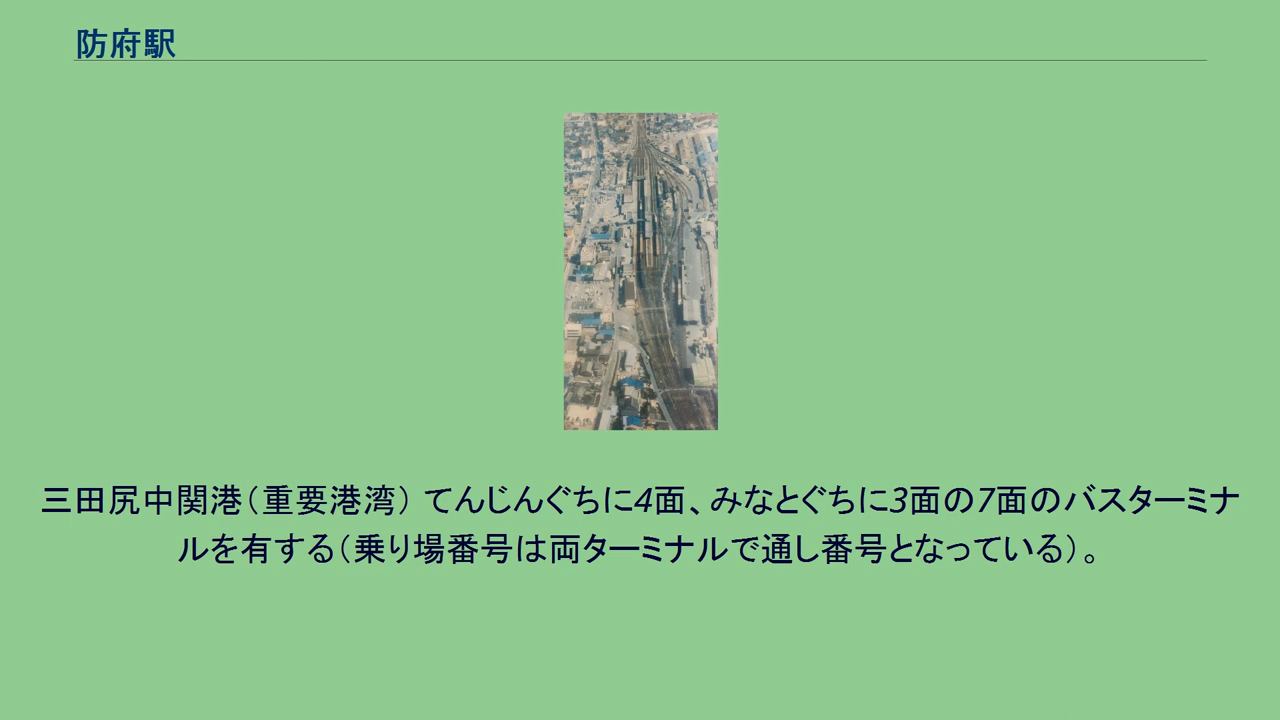 防府駅
三田尻中関港（重要港湾） てんじんぐちに4面、みなとぐちに3面の7面のバスターミナ
ルを有する（乗り場番号は両ターミナルで通し番号となっている）。